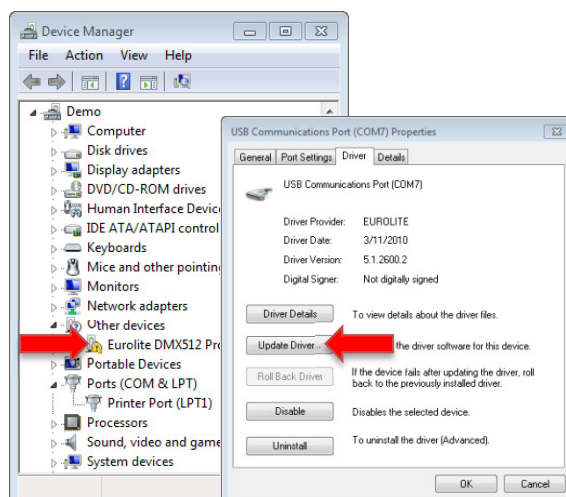 Device Manager
File Action View Help
Demo
Computer
Disk drives
Display adapters
DVD/CD-ROM drives
Human Interface Device
IDE ATA/ATAPI control
Keyboards
Mice and other pointing
Monitors
Network adapters
Other devices
Eurolite DMX512 Pro
Portable Devices
Ports (COM & LPT)
Printer Port (LPT1)
Processors
Sound, video and game
System devices
USB Communications Port (COM7) Properties
General Port Settings Driver Details
USB Communications Port (COM7)
Driver Provider: EUROLITE
Driver Date: 3/11/2010
Driver Version: 5.1.2600.2
Digital Signer: Not digitally signed
Driver Details To view details about the driver files.
Update Driver... the driver software for this device.
Roll Back Driver If the device fails after updating the driver, roll
back to the previously installed driver.
Disable Disables the selected device.
Uninstall To uninstall the driver (Advanced).
OK Cancel